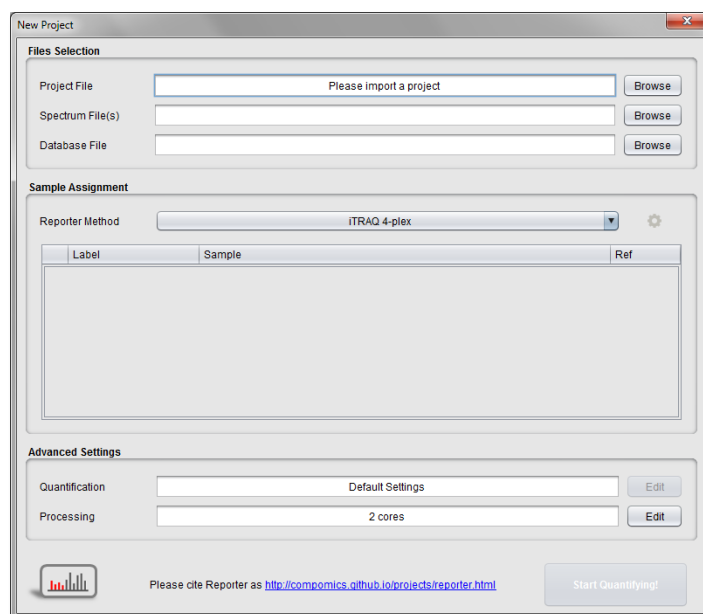 New Project
Files Selection
Project File Please import a project Browse
Spectrum File(s) Browse
Database File Browse
Sample Assignment
Reporter Method iTRAQ 4-plex
Label Sample Ref
Advanced Settings
Quantification Default Settings Edit
Processing 2 cores Edit
Please cite Reporter as http://compomics.github.io/projects/reporter.html Start Quantifying!